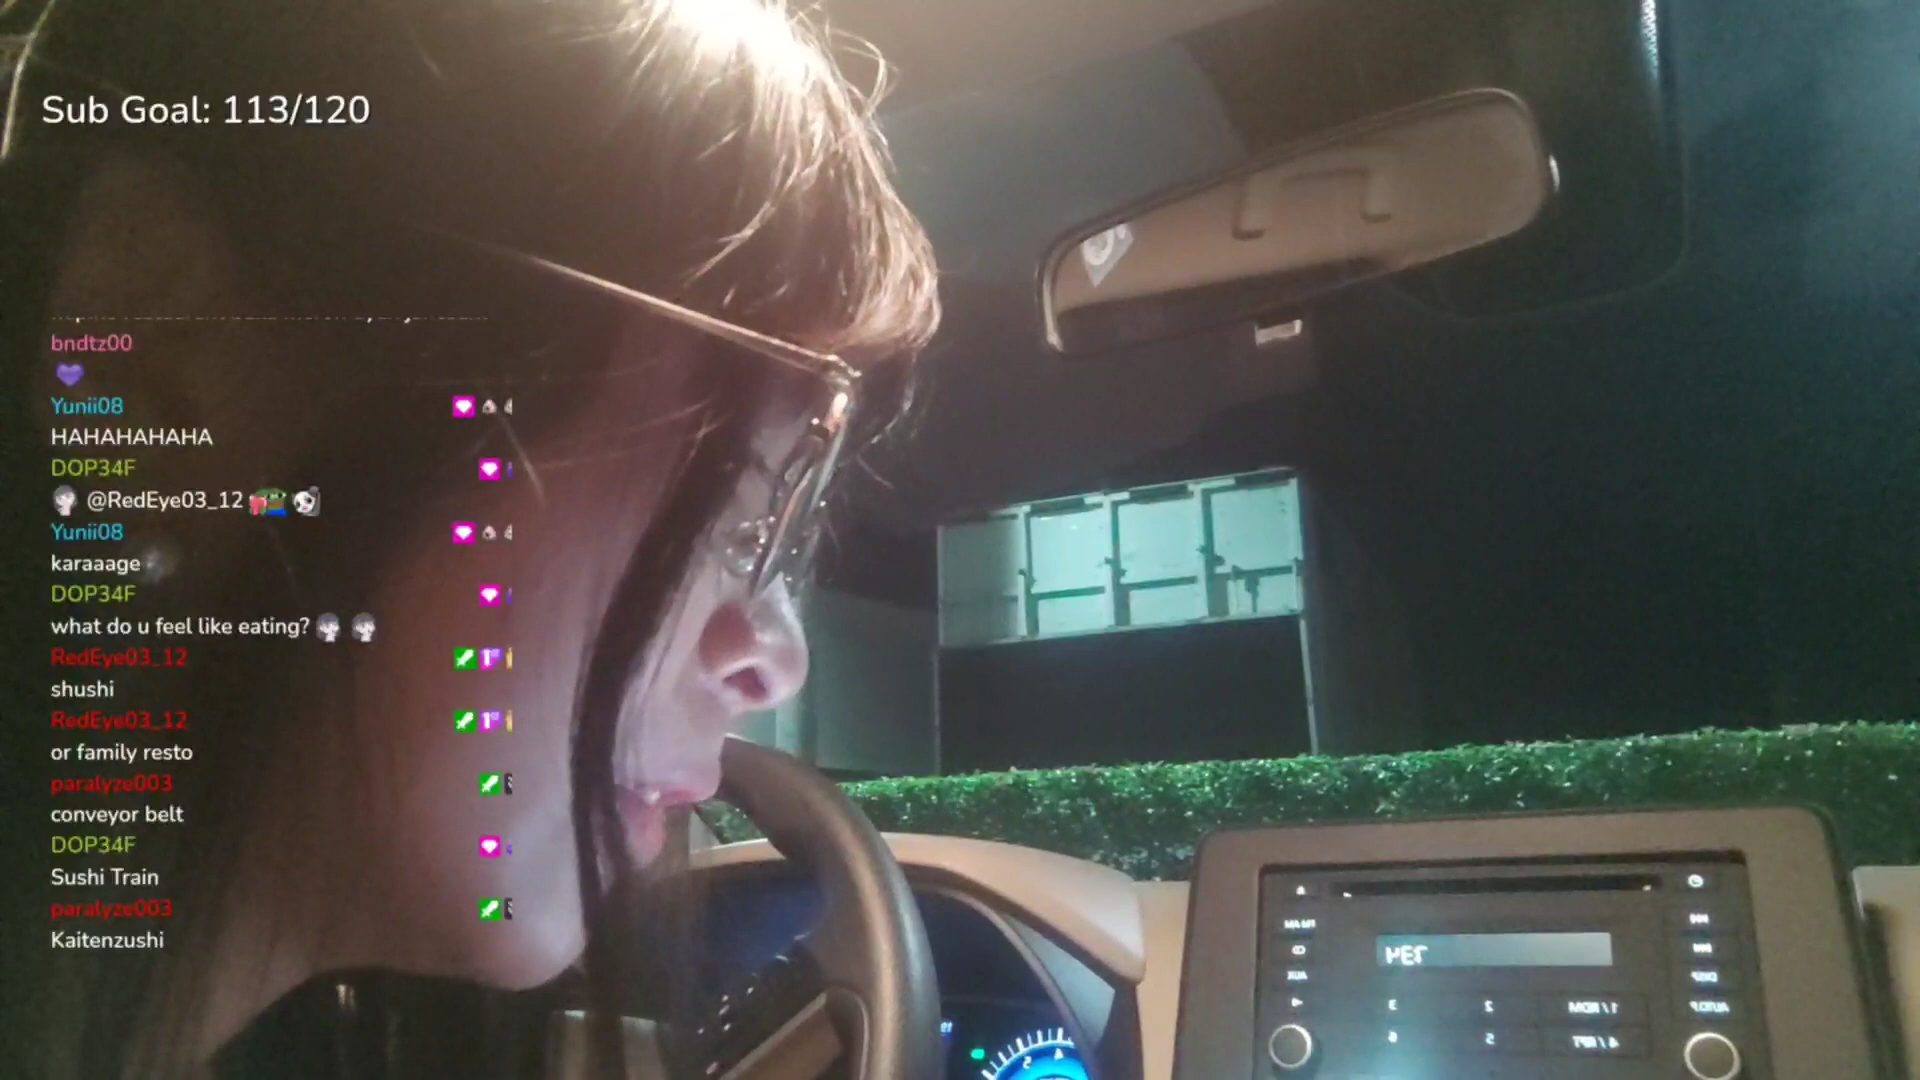 Sub Goal: 113/120
bndtz00
Yunii08
HAHAHAHAHA
DOP34F
@RedEye03_12
Yunii08
karaaage
DOP34F
what do u feel like eating?
RedEye03_12
shushi
RedEye03_12
or family resto
paralyze003
conveyor belt
DOP34F
Sushi Train
paralyze003
Kaitenzushi